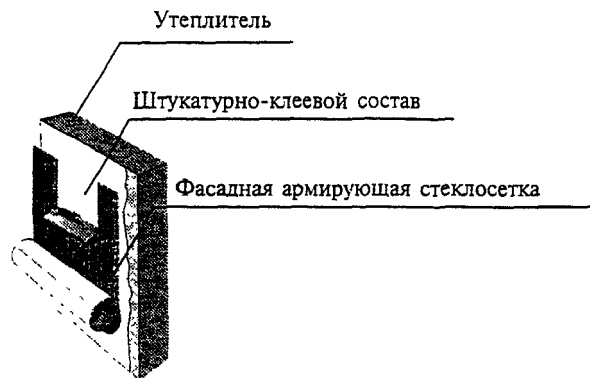 Утеплитель
Штукатурно-клеевой состав
Фасадная армирующая стеклосетка